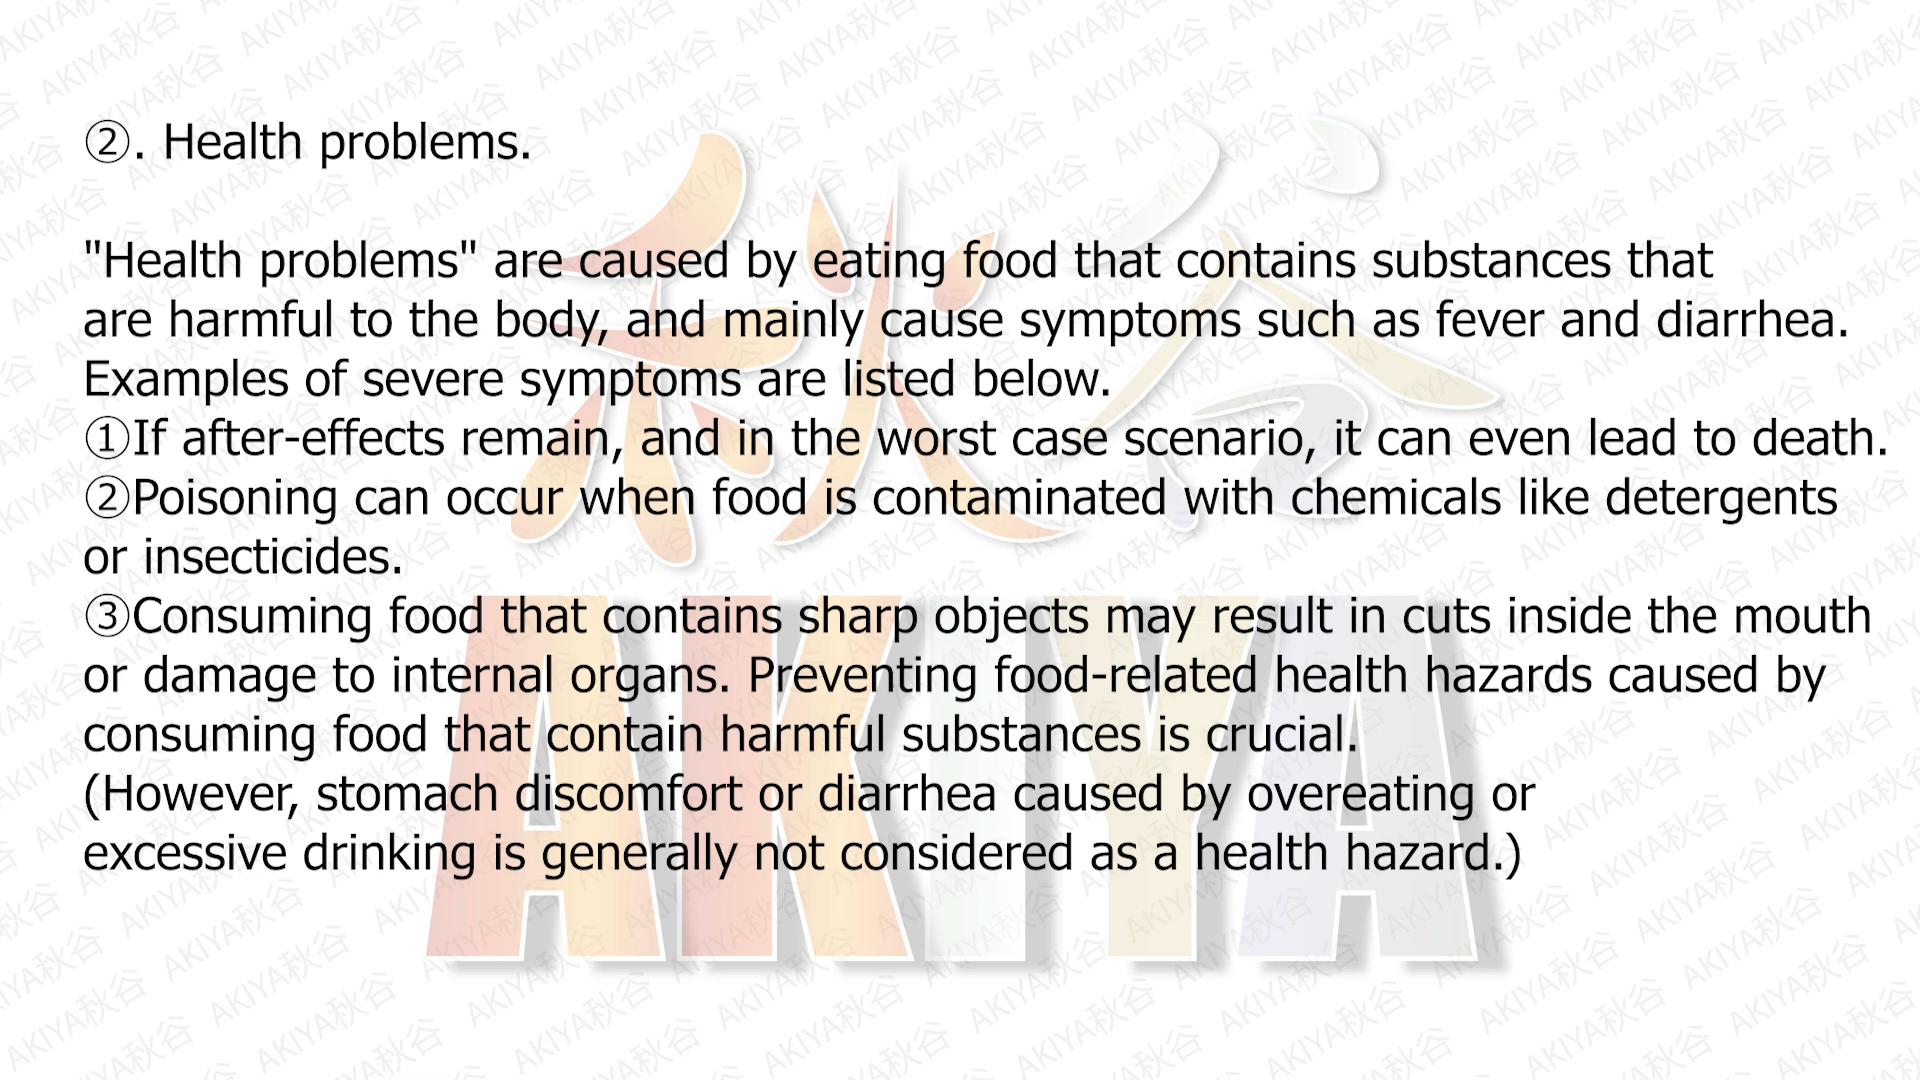 ②. Health problems.
"Health problems" are caused by eating food that contains substances that
are harmful to the body, and mainly cause symptoms such as fever and diarrhea.
Examples of severe symptoms are listed below.
①If after-effects remain, and in the worst case scenario, it can even lead to death.
②Poisoning can occur when food is contaminated with chemicals like detergents
or insecticides.
③Consuming food that contains sharp objects may result in cuts inside the mouth
or damage to internal organs. Preventing food-related health hazards caused by
consuming food that contain harmful substances is crucial.
(However, stomach discomfort or diarrhea caused by overeating or
excessive drinking is generally not considered as a health hazard.)
秋谷
AKIYA